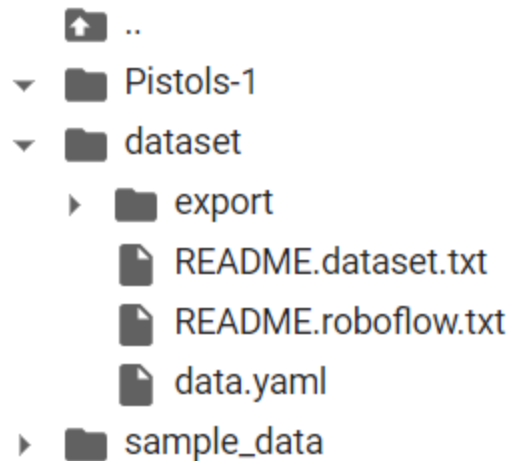 ..
Pistols-1
dataset
export
README.dataset.txt
README.roboflow.txt
data.yaml
sample_data